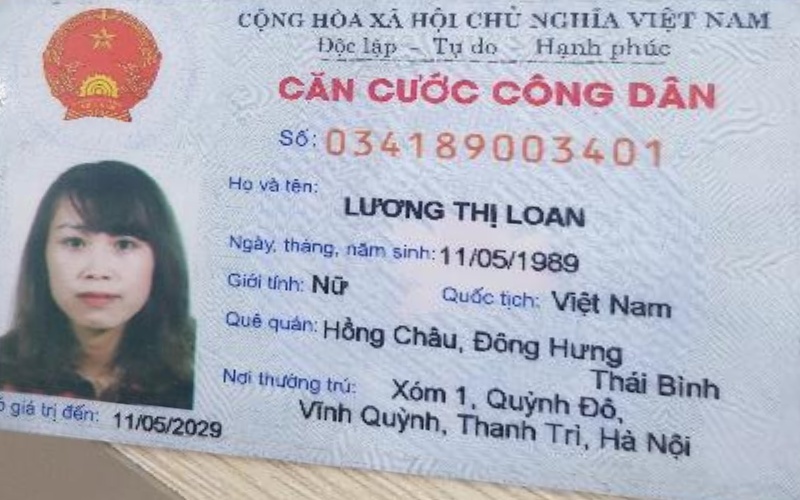 CỘNG HÒA XÃ HỘI CHỦ NGHĨA VIỆT NAM
Độc lập - Tự do - Hạnh phúc
CĂN CƯỚC CÔNG DÂN
Số: 034189003401
Họ và tên:
LƯƠNG THỊ LOAN
Ngày, tháng, năm sinh: 11/05/1989
Giới tính: Nữ Quốc tịch: Việt Nam
Quê quán: Hồng Châu, Đông Hưng
Thái Bình
Nơi thường trú: Xóm 1, Quỳnh Đô,
Vĩnh Quỳnh, Thanh Trì, Hà Nội
ó giá trị đến: 11/05/2029